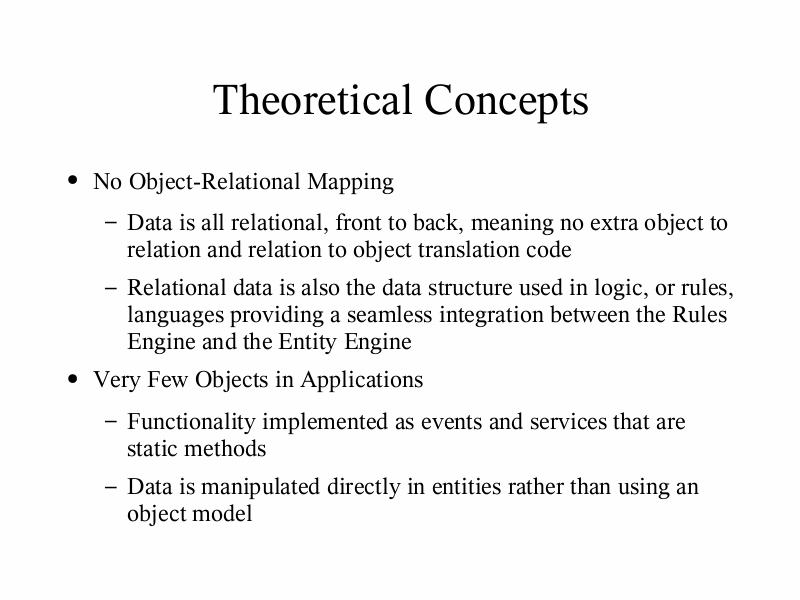 Theoretical Concepts
• No Object-Relational Mapping
– Data is all relational, front to back, meaning no extra object to
relation and relation to object translation code
– Relational data is also the data structure used in logic, or rules,
languages providing a seamless integration between the Rules
Engine and the Entity Engine
• Very Few Objects in Applications
– Functionality implemented as events and services that are
static methods
– Data is manipulated directly in entities rather than using an
object model